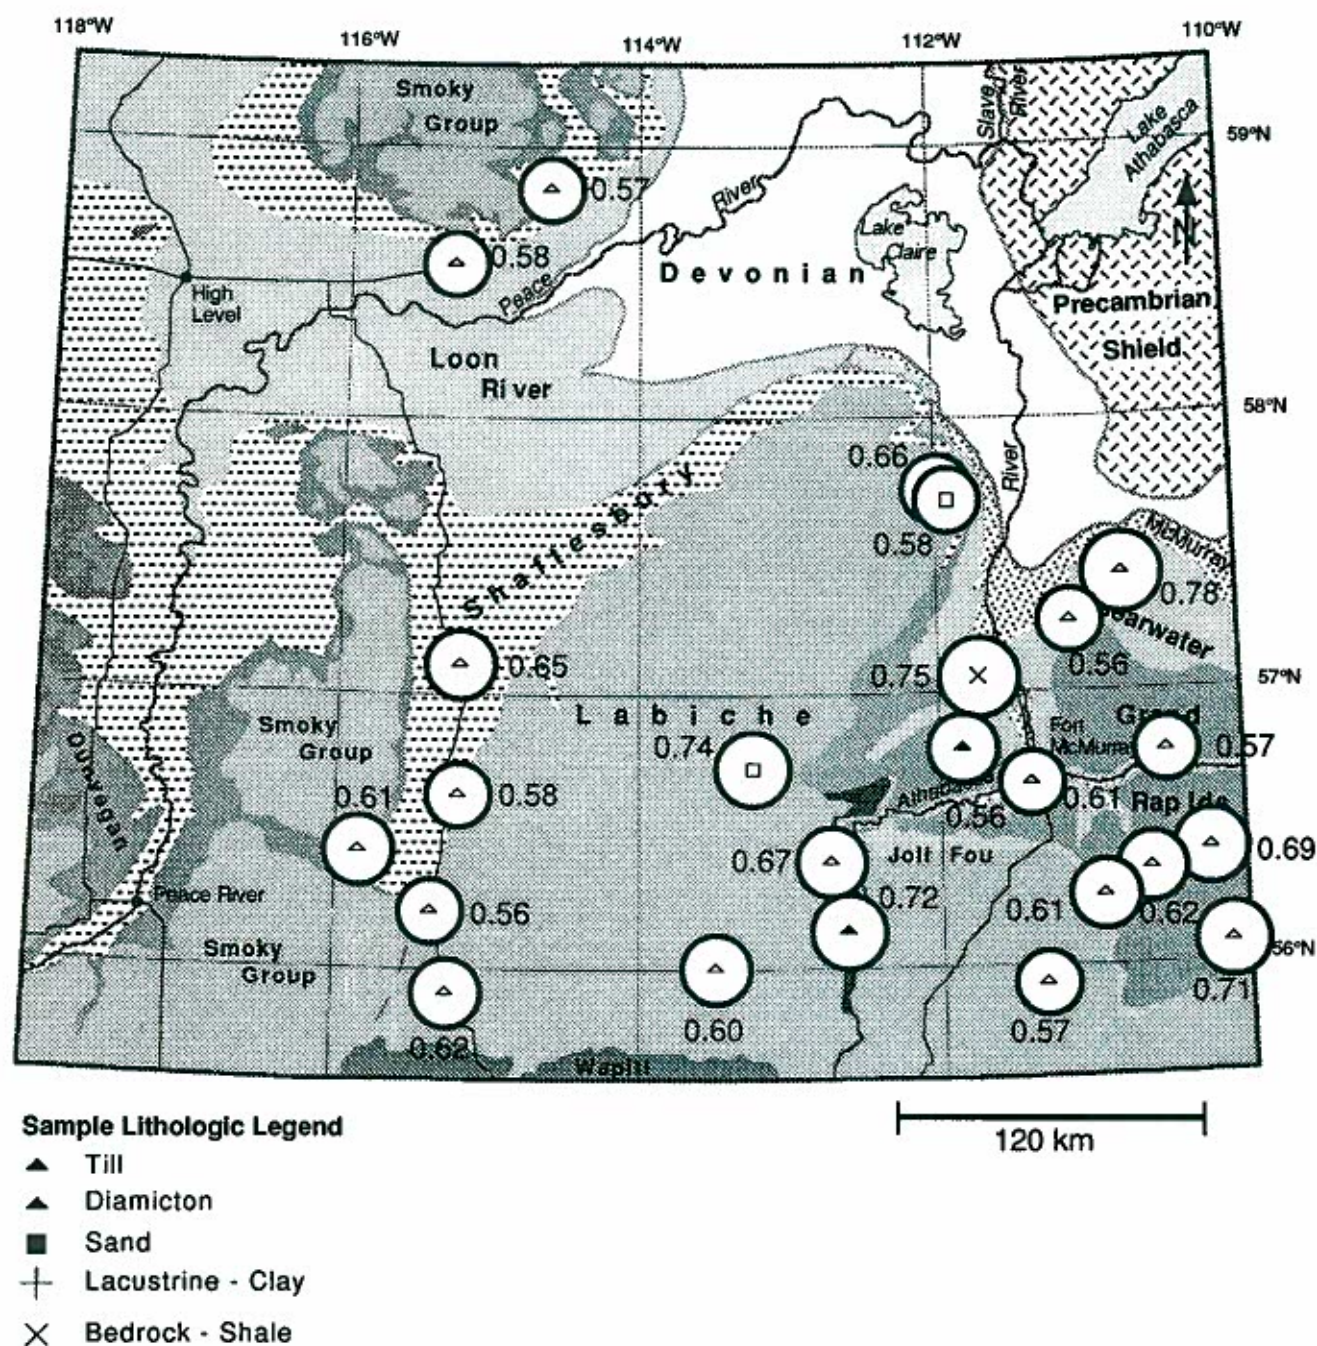 118°W
116°W
114°W
112°W
110°W
Smoky
Group
Slave
River
Lake
Athabasca
59°N
0.57
River
Lake
Claire
N
0.58
Peace
Devonian
High
Level
Precambrian
Shield
Loon
River
58°N
0.66
River
Shaftesbury
0.58
McMurray
0.78
earwater
0.56
0.65
0.75
57°N
Labiche
Smoky
Group
Grand
Fort
McMurray
0.57
0.74
Dunvegan
0.58
0.61
Athabasca
0.56
0.61
Rap Ids
0.67
Joli Fou
0.69
Peace River
0.72
0.56
0.61
0.62
Smoky
Group
56°N
0.71
0.60
0.57
0.62
Wapiti
120 km
Sample Lithologic Legend
Till
Diamicton
Sand
Lacustrine - Clay
Bedrock - Shale